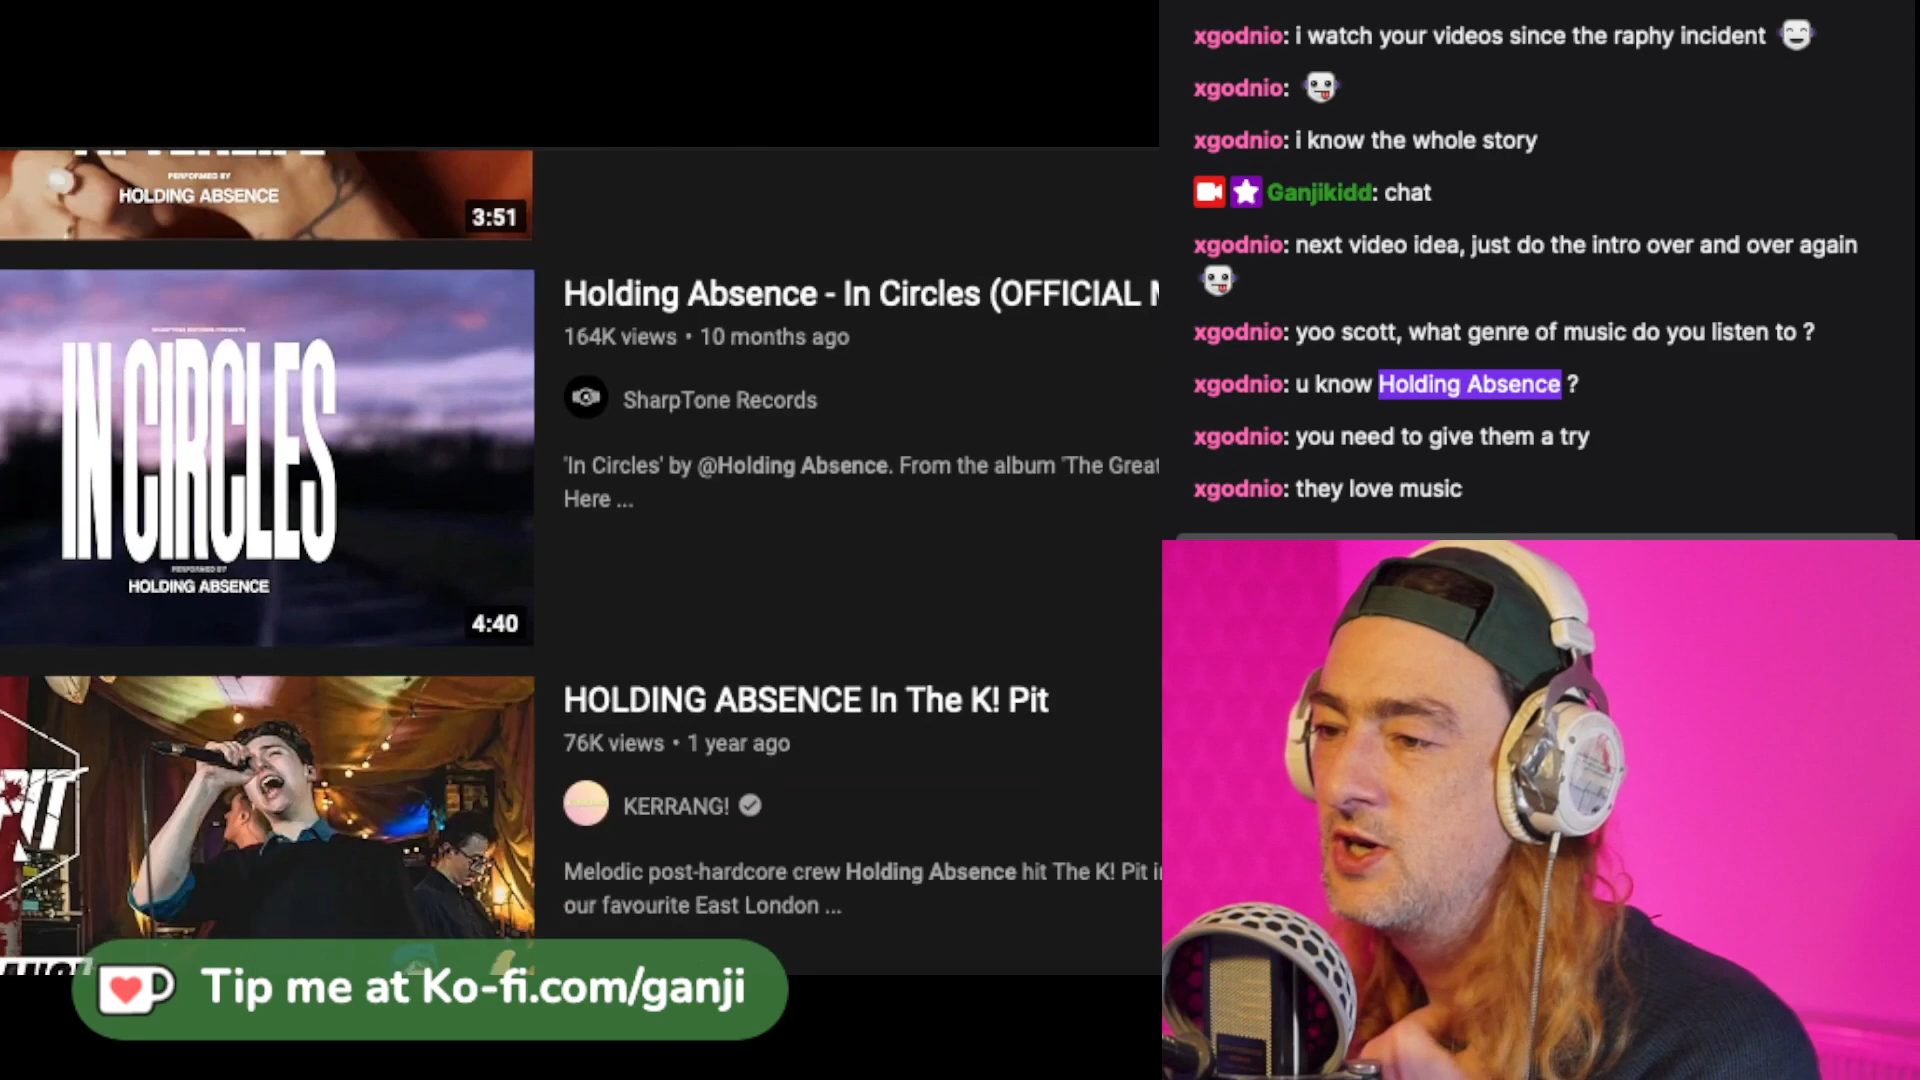 PERFORMED BY
HOLDING ABSENCE
3:51
IN CIRCLES
PERFORMED BY
HOLDING ABSENCE
4:40
Holding Absence - In Circles (OFFICIAL
164K views • 10 months ago
SharpTone Records
'In Circles' by @Holding Absence. From the album 'The Great
Here ...
HOLDING ABSENCE In The K! Pit
76K views • 1 year ago
KERRANG!
Melodic post-hardcore crew Holding Absence hit The K! Pit
our favourite East London ...
Tip me at Ko-fi.com/ganji
xgodnio: i watch your videos since the raphy incident
xgodnio:
xgodnio: i know the whole story
Ganjikidd: chat
xgodnio: next video idea, just do the intro over and over again
xgodnio: yoo scott, what genre of music do you listen to ?
xgodnio: u know Holding Absence ?
xgodnio: you need to give them a try
xgodnio: they love music